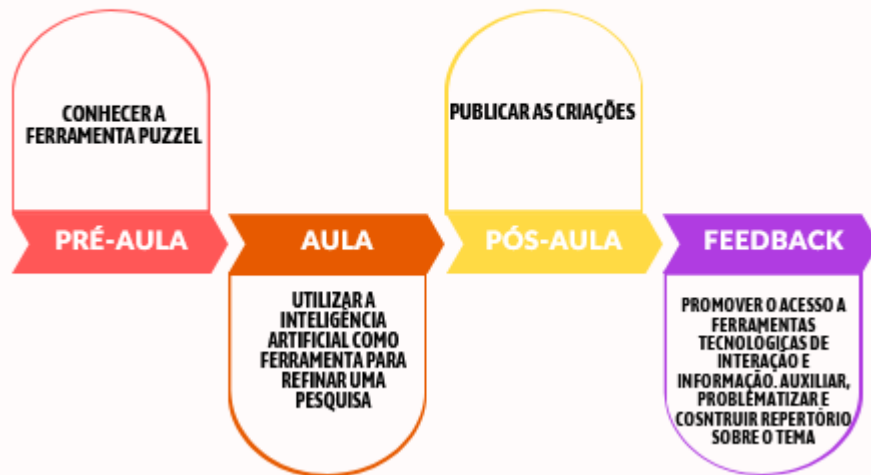 CONHECER A
FERRAMENTA PUZZEL
PRÉ-AULA
AULA
UTILIZAR A
INTELIGÊNCIA
ARTIFICIAL COMO
FERRAMENTA PARA
REFINAR UMA
PESQUISA
PUBLICAR AS CRIAÇÕES
PÓS-AULA
FEEDBACK
PROMOVER O ACESSO A
FERRAMENTAS
TECNOLÓGICAS DE
INTERAÇÃO E
INFORMAÇÃO. AUXILIAR,
PROBLEMATIZAR E
COSNTRUIR REPERTÓRIO
SOBRE O TEMA